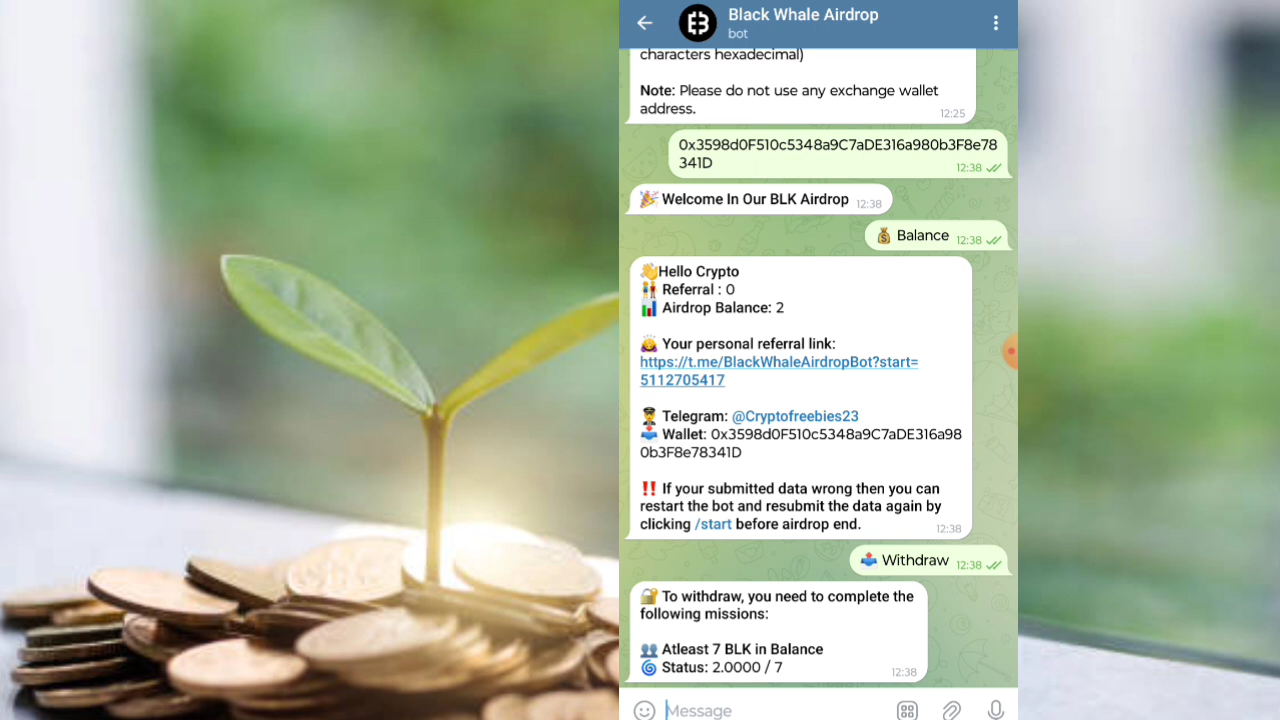 Black Whale Airdrop
bot
characters hexadecimal)
Note: Please do not use any exchange wallet
address.
12:25
0x3598d0F510c5348a9C7aDE316a980b3F8e78
341D
12:38
🎉 Welcome In Our BLK Airdrop 12:38
💰 Balance 12:38
👋Hello Crypto
👫 Referral : 0
📊 Airdrop Balance: 2
🙇 Your personal referral link:
https://t.me/BlackWhaleAirdropBot?start=
5112705417
👨‍✈️ Telegram: @Cryptofreebies23
📤 Wallet: 0x3598d0F510c5348a9C7aDE316a98
0b3F8e78341D
‼️ If your submitted data wrong then you can
restart the bot and resubmit the data again by
clicking /start before airdrop end.
12:38
📤 Withdraw 12:38
🔐 To withdraw, you need to complete the
following missions:
👥 Atleast 7 BLK in Balance
🌀 Status: 2.0000 / 7
12:38
Message